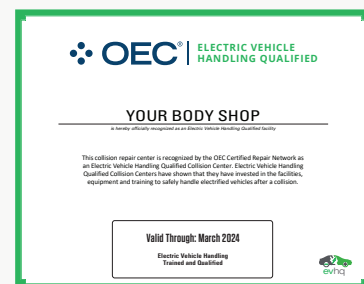 OEC® ELECTRIC VEHICLE
HANDLING QUALIFIED
YOUR BODY SHOP
is hereby officially recognized as an Electric Vehicle Handling Qualified facility
This collision repair center is recognized by the OEC Certified Repair Network as
an Electric Vehicle Handling Qualified Collision Center. Electric Vehicle Handling
Qualified Collision Centers have shown that they have invested in the facilities,
equipment and training to safely handle electrified vehicles after a collision.
Valid Through: March 2024
Electric Vehicle Handling
Trained and Qualified
evhq